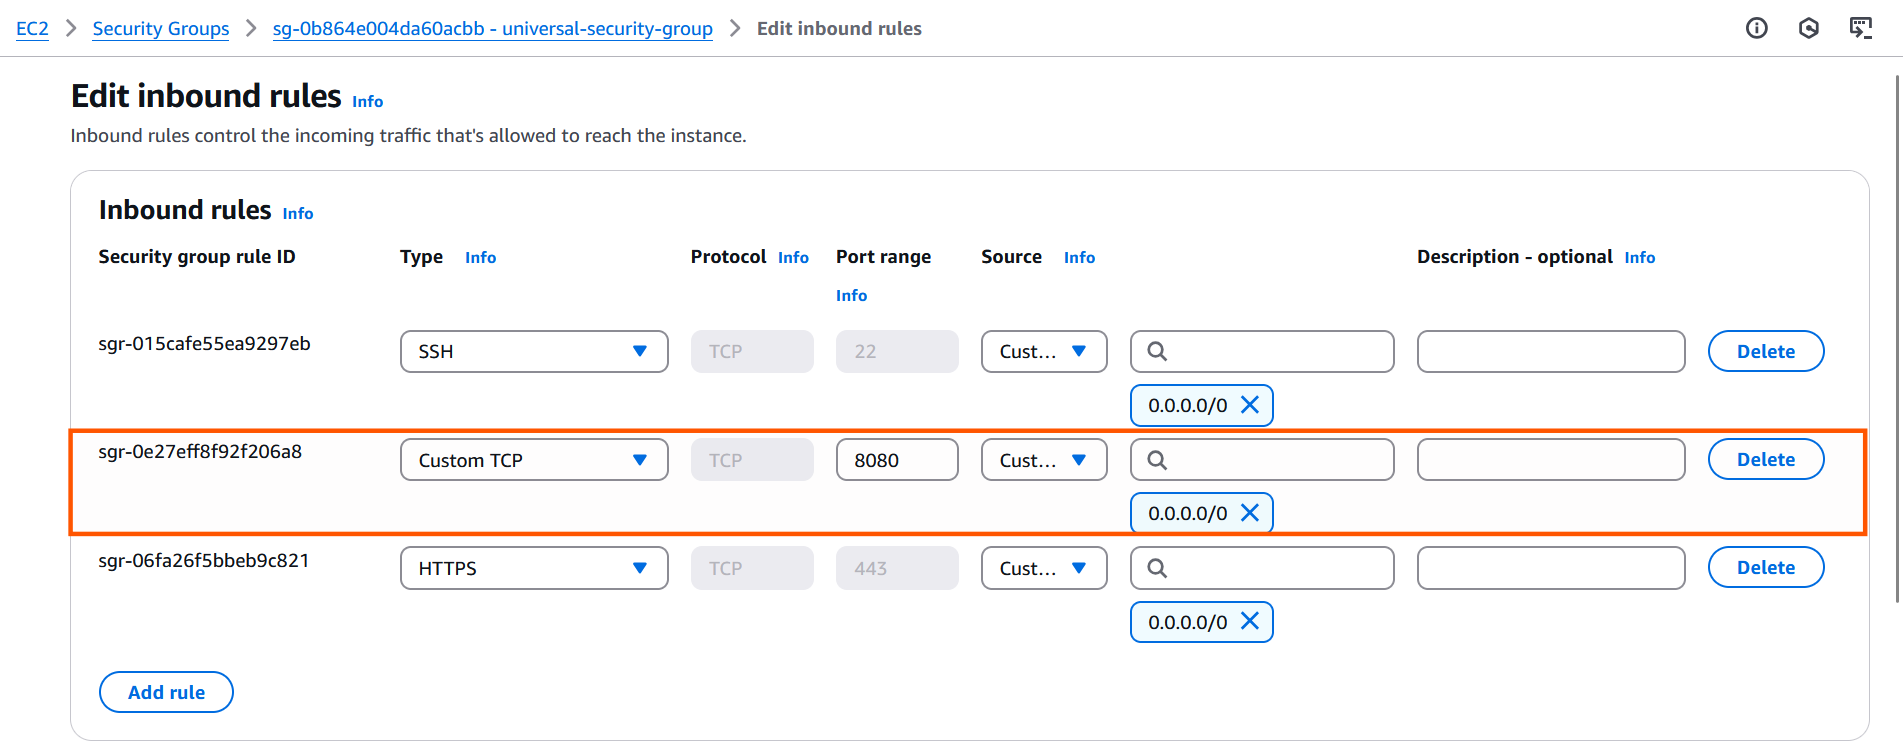 EC2 > Security Groups > sg-0b864e004da60acbb - universal-security-group > Edit inbound rules
Edit inbound rules Info
Inbound rules control the incoming traffic that's allowed to reach the instance.
Inbound rules Info
Security group rule ID Type Info Protocol Info Port range Source Info Description - optional Info
Info
sgr-015cafe55ea9297eb SSH TCP 22 Cust... Delete
0.0.0.0/0
sgr-0e27eff8f92f206a8 Custom TCP TCP 8080 Cust... Delete
0.0.0.0/0
sgr-06fa26f5bbeb9c821 HTTPS TCP 443 Cust... Delete
0.0.0.0/0
Add rule